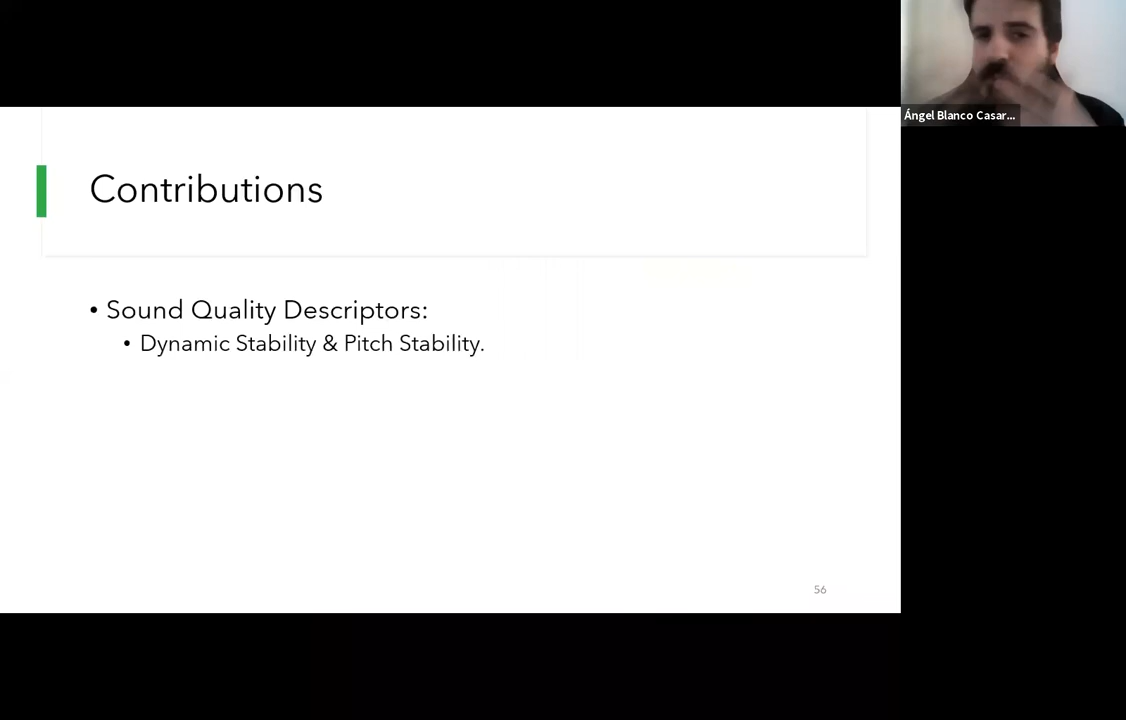 Ángel Blanco Casar...
Contributions
• Sound Quality Descriptors:
• Dynamic Stability & Pitch Stability.
56